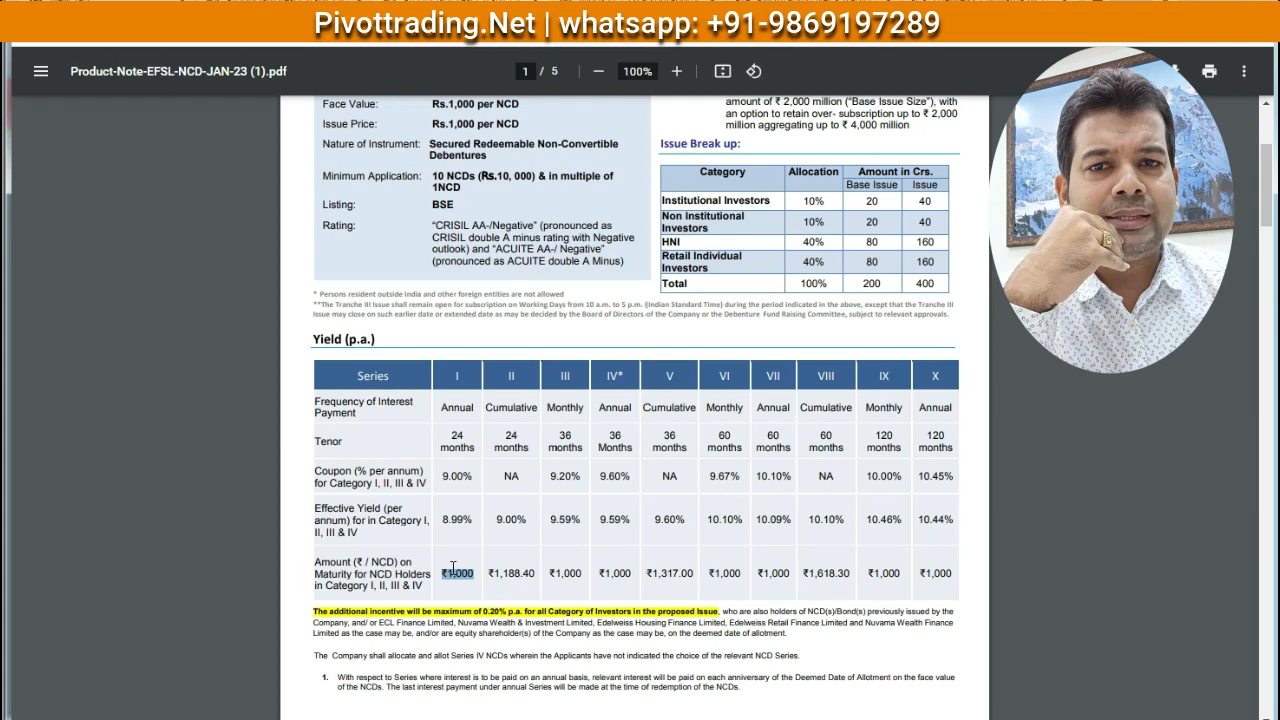 Pivottrading.Net | whatsapp: +91-9869197289
Product-Note-EFSL-NCD-JAN-23 (1).pdf
1 / 5
100%
Face Value: Rs.1,000 per NCD
Issue Price: Rs.1,000 per NCD
Nature of Instrument: Secured Redeemable Non-Convertible
Debentures
Minimum Application: 10 NCDs (Rs.10, 000) & in multiple of
1NCD
Listing: BSE
Rating: “CRISIL AA-/Negative” (pronounced as
CRISIL double A minus rating with Negative
outlook) and “ACUITE AA-/ Negative”
(pronounced as ACUITE double A Minus)
amount of ₹ 2,000 million (“Base Issue Size”), with
an option to retain over- subscription up to ₹ 2,000
million aggregating up to ₹ 4,000 million
Issue Break up:
Category Allocation Amount in Crs.
Base Issue Issue
Institutional Investors 10% 20 40
Non Institutional
Investors 10% 20 40
HNI 40% 80 160
Retail Individual
Investors 40% 80 160
Total 100% 200 400
* Persons resident outside India and other foreign entities are not allowed
**The Tranche III Issue shall remain open for subscription on Working Days from 10 a.m. to 5 p.m. (Indian Standard Time) during the period indicated in the above, except that the Tranche III
Issue may close on such earlier date or extended date as may be decided by the Board of Directors of the Company or the Debenture Fund Raising Committee, subject to relevant approvals.
Yield (p.a.)
Series I II III IV* V VI VII VIII IX X
Frequency of Interest
Payment Annual Cumulative Monthly Annual Cumulative Monthly Annual Cumulative Monthly Annual
Tenor 24 months 24 months 36 months 36 Months 36 months 60 months 60 months 60 months 120 months 120 months
Coupon (% per annum)
for Category I, II, III & IV 9.00% NA 9.20% 9.60% NA 9.67% 10.10% NA 10.00% 10.45%
Effective Yield (per
annum) for in Category I,
II, III & IV 8.99% 9.00% 9.59% 9.59% 9.60% 10.10% 10.09% 10.10% 10.46% 10.44%
Amount (₹ / NCD) on
Maturity for NCD Holders
in Category I, II, III & IV ₹1,000 ₹1,188.40 ₹1,000 ₹1,000 ₹1,317.00 ₹1,000 ₹1,000 ₹1,618.30 ₹1,000 ₹1,000
The additional incentive will be maximum of 0.20% p.a. for all Category of Investors in the proposed Issue, who are also holders of NCD(s)/Bond(s) previously issued by the
Company, and/ or ECL Finance Limited, Nuvama Wealth & Investment Limited, Edelweiss Housing Finance Limited, Edelweiss Retail Finance Limited and Nuvama Wealth Finance
Limited as the case may be, and/or are equity shareholder(s) of the Company as the case may be, on the deemed date of allotment.
The Company shall allocate and allot Series IV NCDs wherein the Applicants have not indicated the choice of the relevant NCD Series.
1. With respect to Series where interest is to be paid on an annual basis, relevant interest will be paid on each anniversary of the Deemed Date of Allotment on the face value
of the NCDs. The last interest payment under annual Series will be made at the time of redemption of the NCDs.